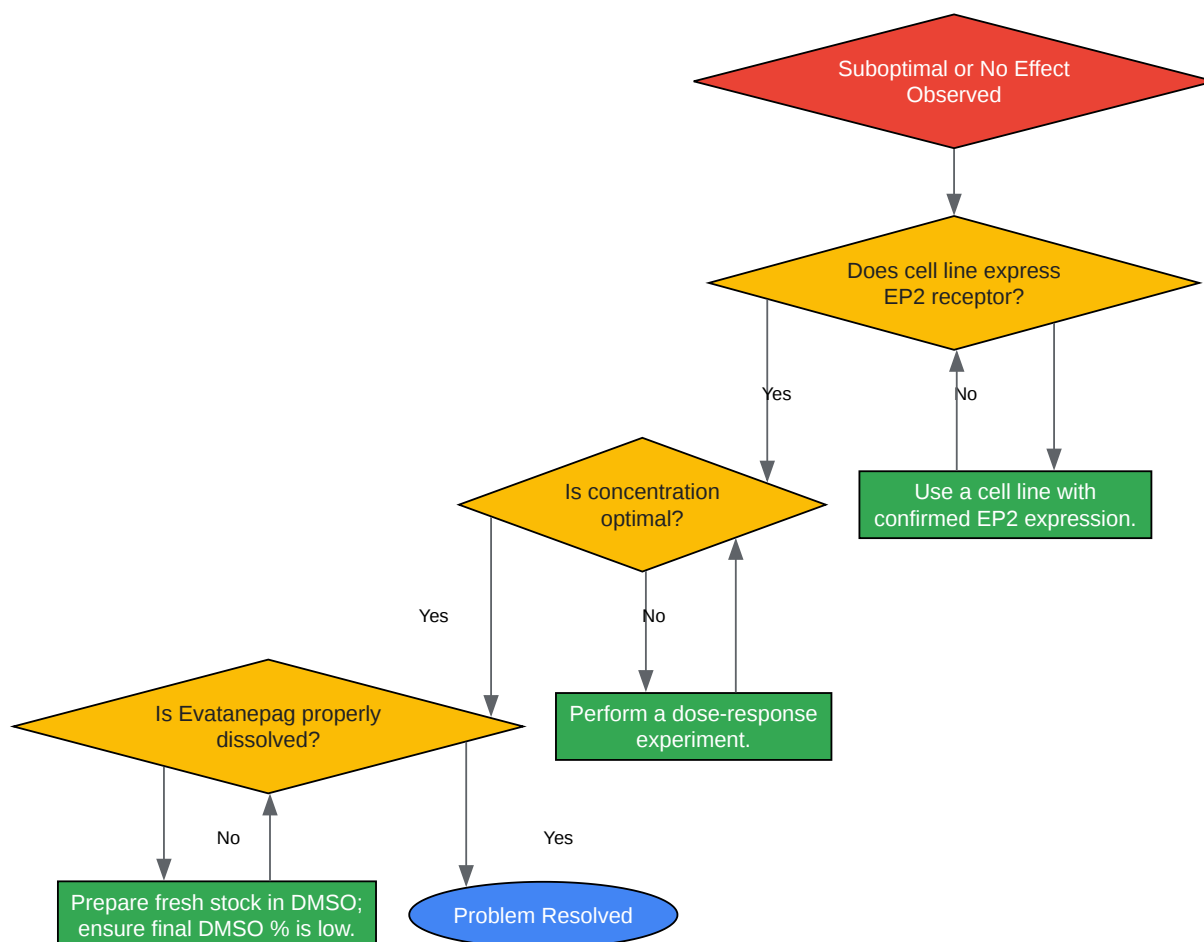 Suboptimal or No Effect
Observed
Does cell line express
EP2 receptor?
Yes
No
Is concentration
optimal?
Use a cell line with
confirmed EP2 expression.
Yes
No
Is Evatanepag properly
dissolved?
Perform a dose-response
experiment.
No
Yes
Prepare fresh stock in DMSO;
ensure final DMSO % is low.
Problem Resolved